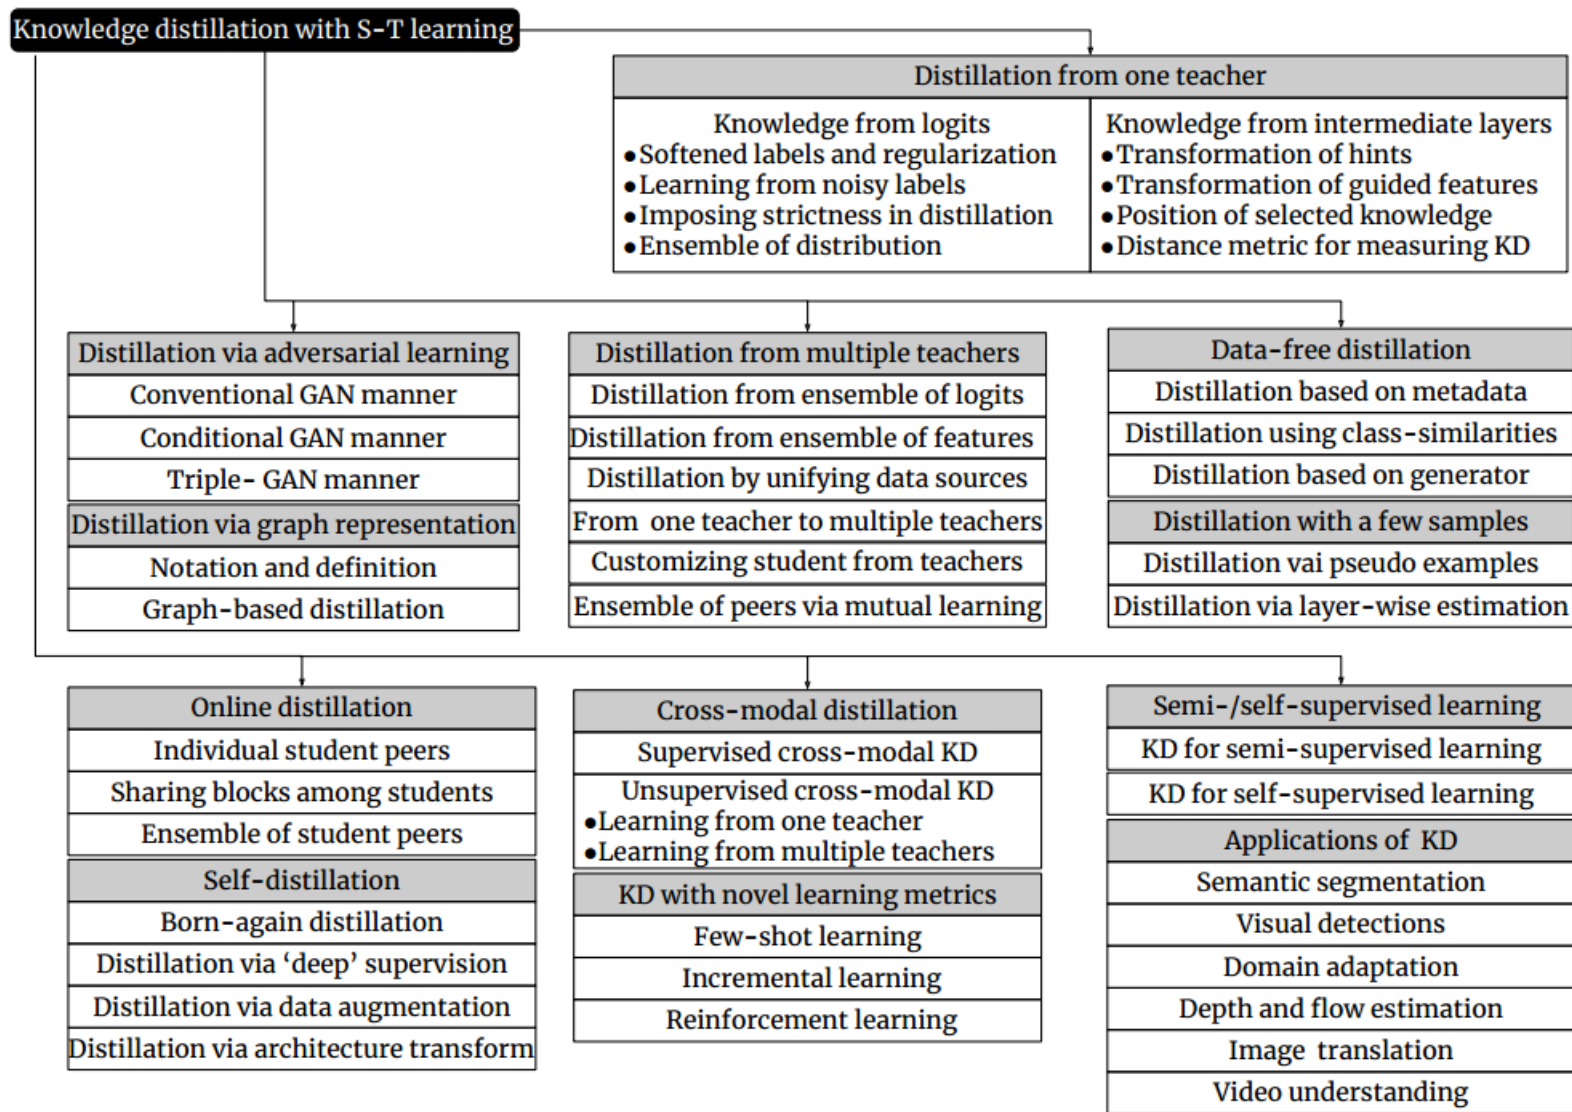 Knowledge distillation with S-T learning
Distillation from one teacher
Knowledge from logits
●Softened labels and regularization
●Learning from noisy labels
●Imposing strictness in distillation
●Ensemble of distribution
Knowledge from intermediate layers
●Transformation of hints
●Transformation of guided features
●Position of selected knowledge
●Distance metric for measuring KD
Distillation via adversarial learning
Conventional GAN manner
Conditional GAN manner
Triple- GAN manner
Distillation via graph representation
Notation and definition
Graph-based distillation
Distillation from multiple teachers
Distillation from ensemble of logits
Distillation from ensemble of features
Distillation by unifying data sources
From one teacher to multiple teachers
Customizing student from teachers
Ensemble of peers via mutual learning
Data-free distillation
Distillation based on metadata
Distillation using class-similarities
Distillation based on generator
Distillation with a few samples
Distillation vai pseudo examples
Distillation via layer-wise estimation
Online distillation
Individual student peers
Sharing blocks among students
Ensemble of student peers
Self-distillation
Born-again distillation
Distillation via ‘deep’ supervision
Distillation via data augmentation
Distillation via architecture transform
Cross-modal distillation
Supervised cross-modal KD
Unsupervised cross-modal KD
●Learning from one teacher
●Learning from multiple teachers
KD with novel learning metrics
Few-shot learning
Incremental learning
Reinforcement learning
Semi-/self-supervised learning
KD for semi-supervised learning
KD for self-supervised learning
Applications of KD
Semantic segmentation
Visual detections
Domain adaptation
Depth and flow estimation
Image translation
Video understanding